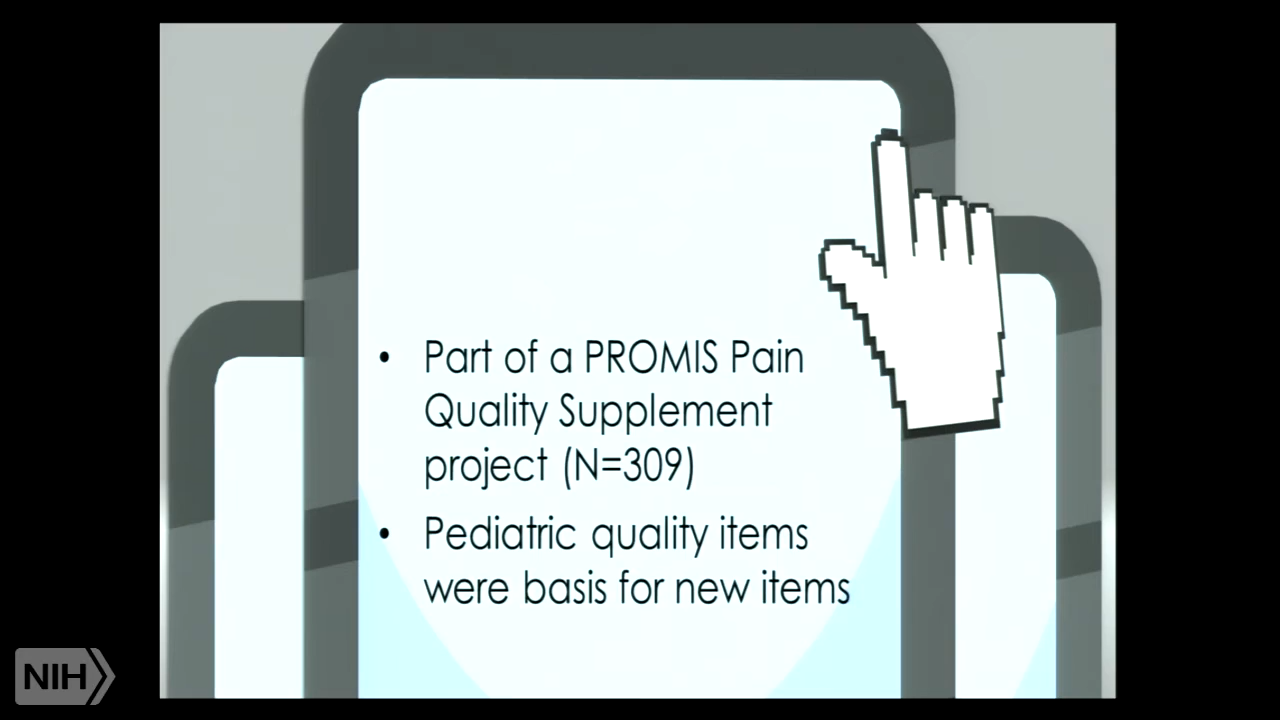 • Part of a PROMIS Pain
Quality Supplement
project (N=309)
• Pediatric quality items
were basis for new items
NIH